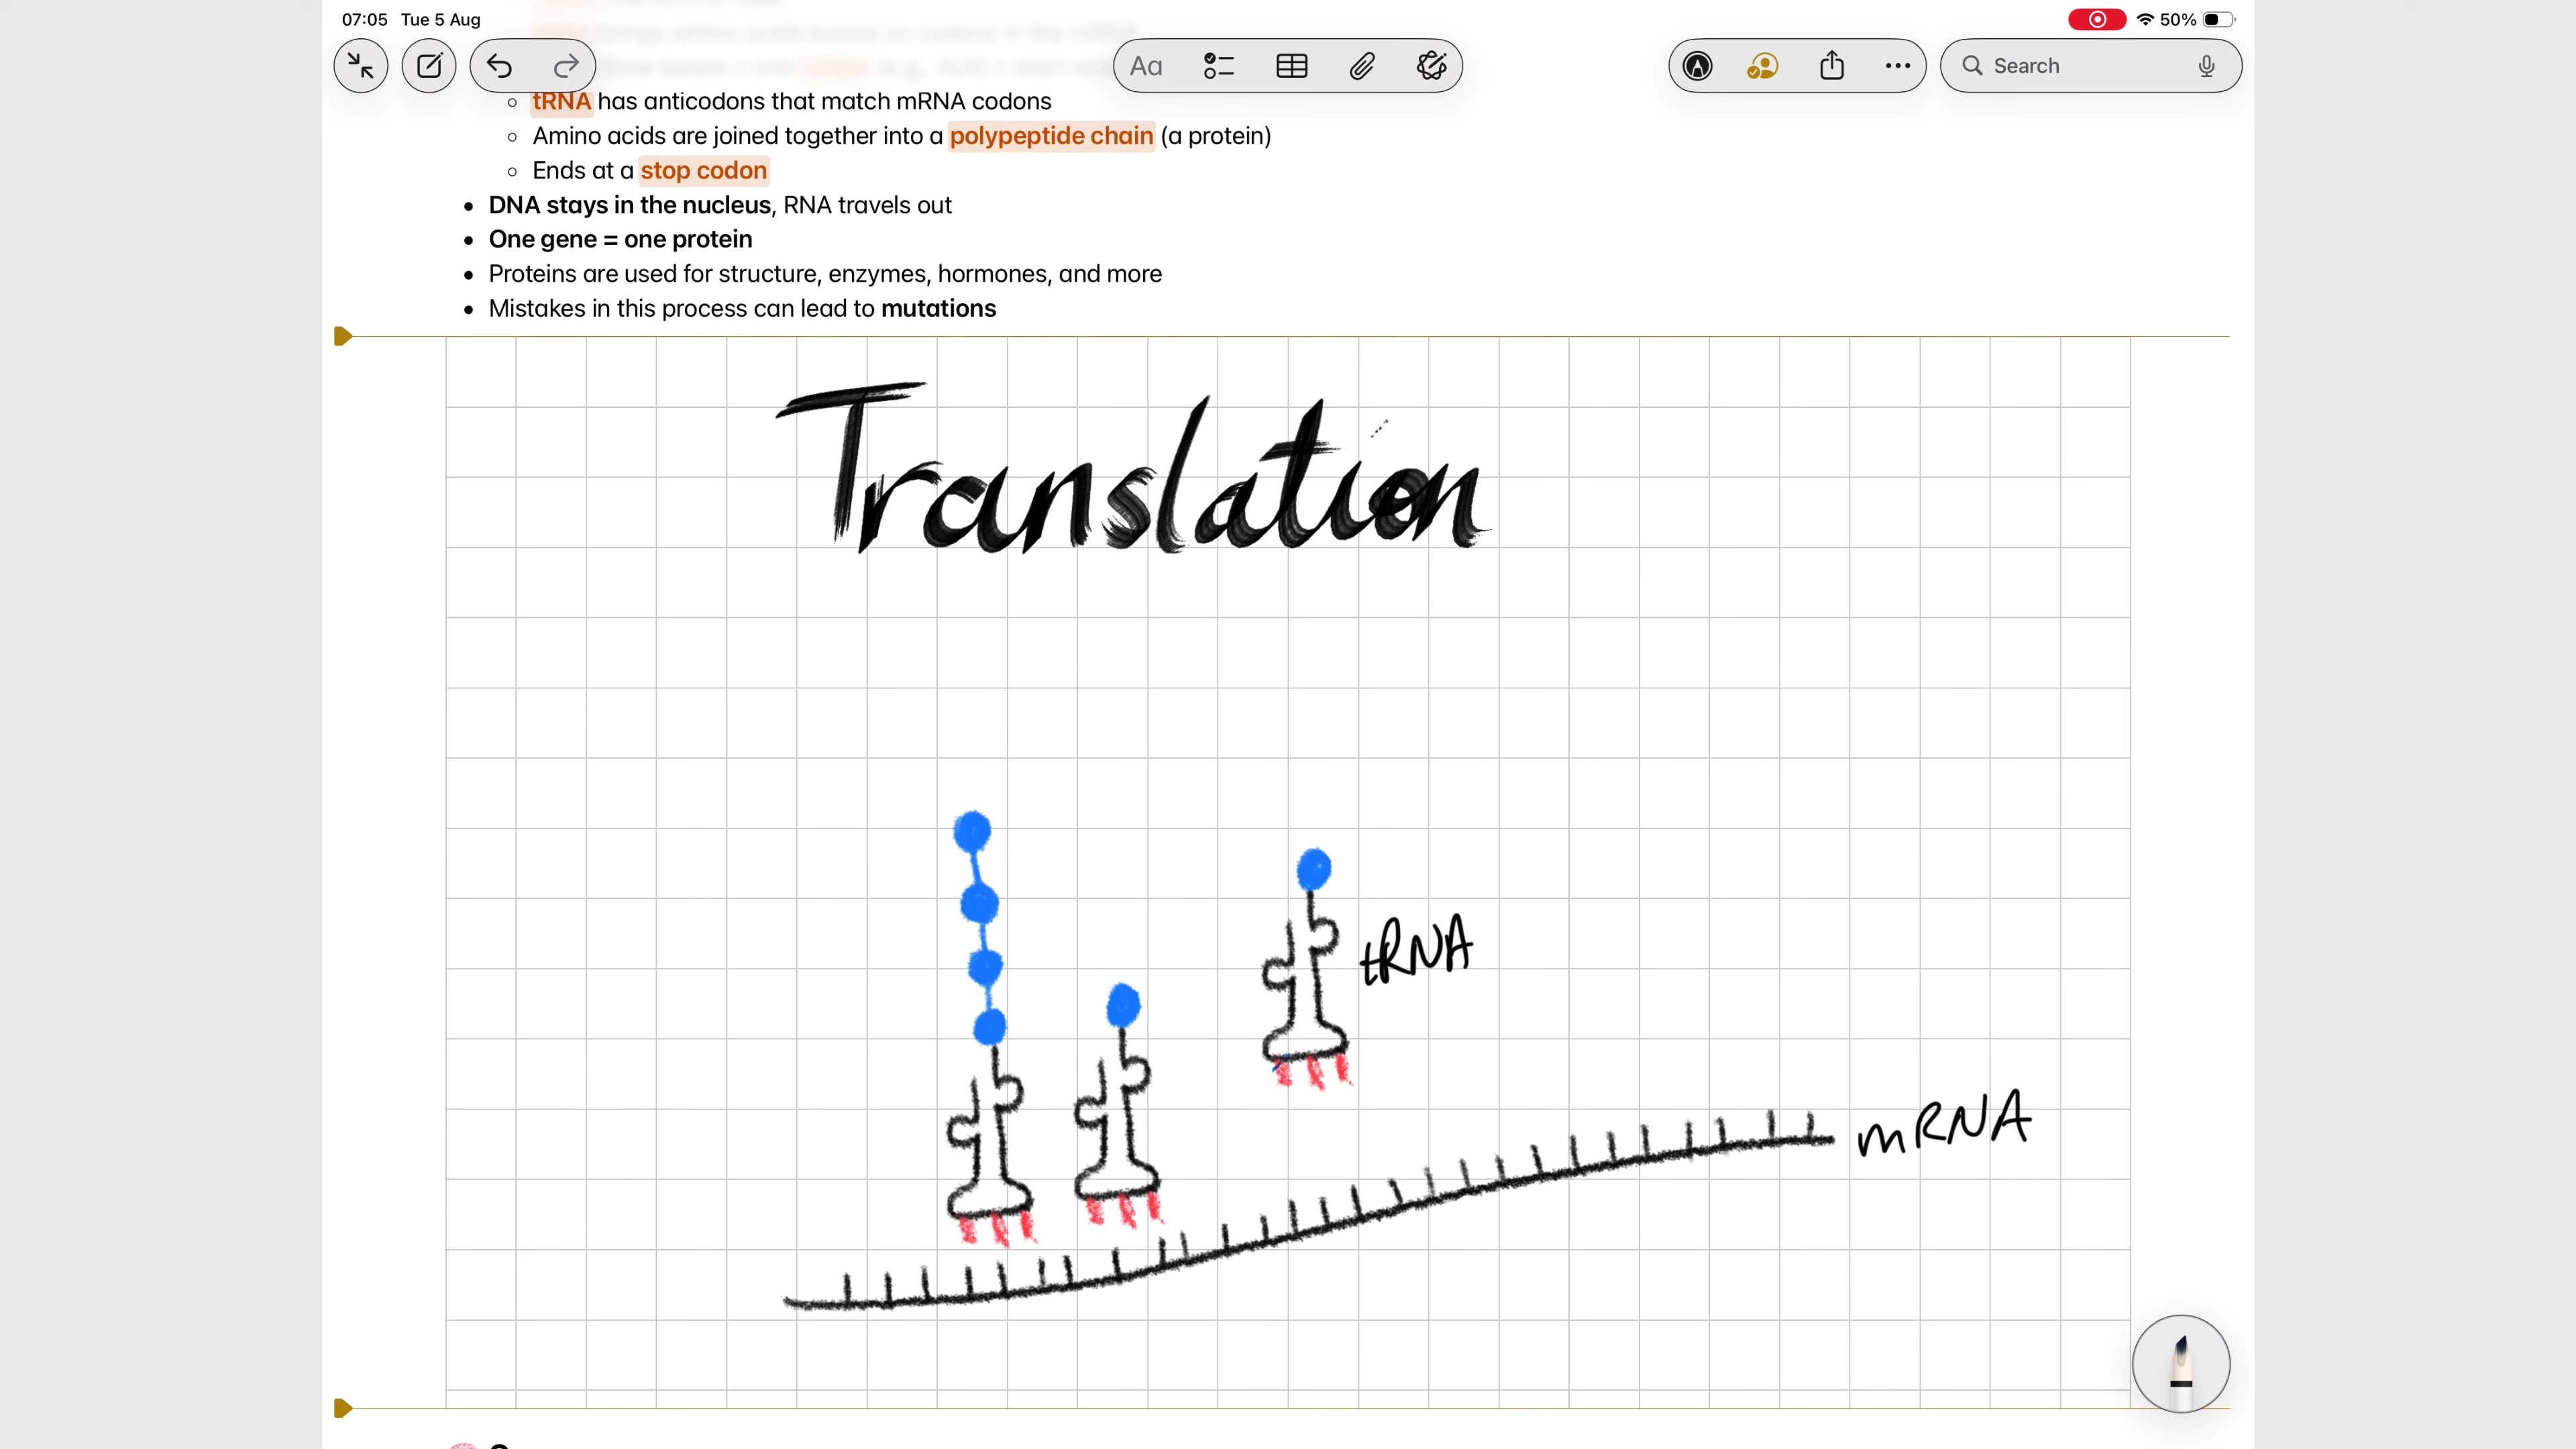 07:05 Tue 5 Aug
50%
Aa
Search
tRNA has anticodons that match mRNA codons
Amino acids are joined together into a polypeptide chain (a protein)
Ends at a stop codon
DNA stays in the nucleus, RNA travels out
One gene = one protein
Proteins are used for structure, enzymes, hormones, and more
Mistakes in this process can lead to mutations
Translation
tRNA
mRNA